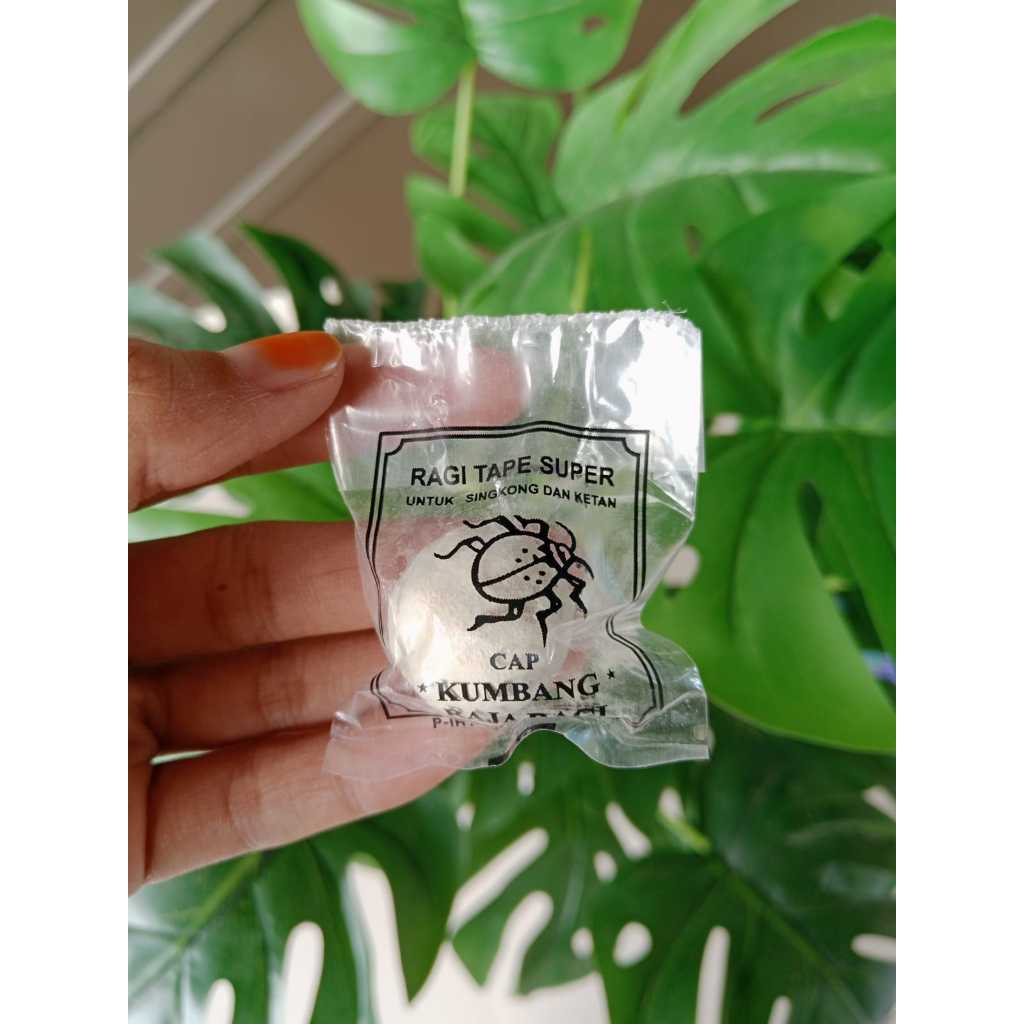 RAGI TAPE SUPER
UNTUK SINGKONG DAN KETAN
CAP
* KUMBANG *